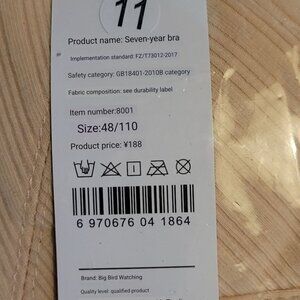 11
Product name: Seven-year bra
Implementation standard: FZ/T73012-2017
Safety category: GB18401-2010B category
Fabric composition: see durability label
Item number:8001
Size:48/110
Product price: ¥188
6 970676 04 1864
Brand: Big Bird Watching
Quality level: qualified product